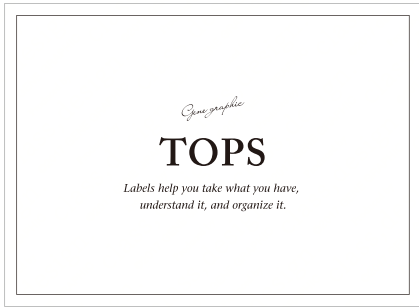 Gene graphic
TOPS
Labels help you take what you have,
understand it, and organize it.